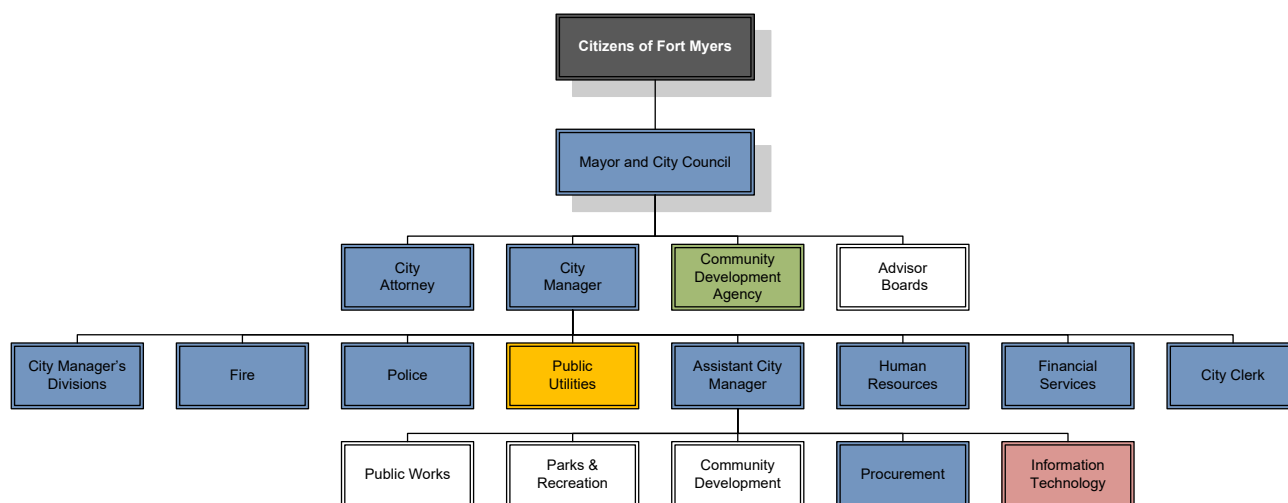 Citizens of Fort Myers
Mayor and City Council
City
Attorney
City
Manager
Community
Development
Agency
Advisor
Boards
City Manager’s
Divisions
Fire
Police
Public
Utilities
Assistant City
Manager
Human
Resources
Financial
Services
City Clerk
Public Works
Parks &
Recreation
Community
Development
Procurement
Information
Technology